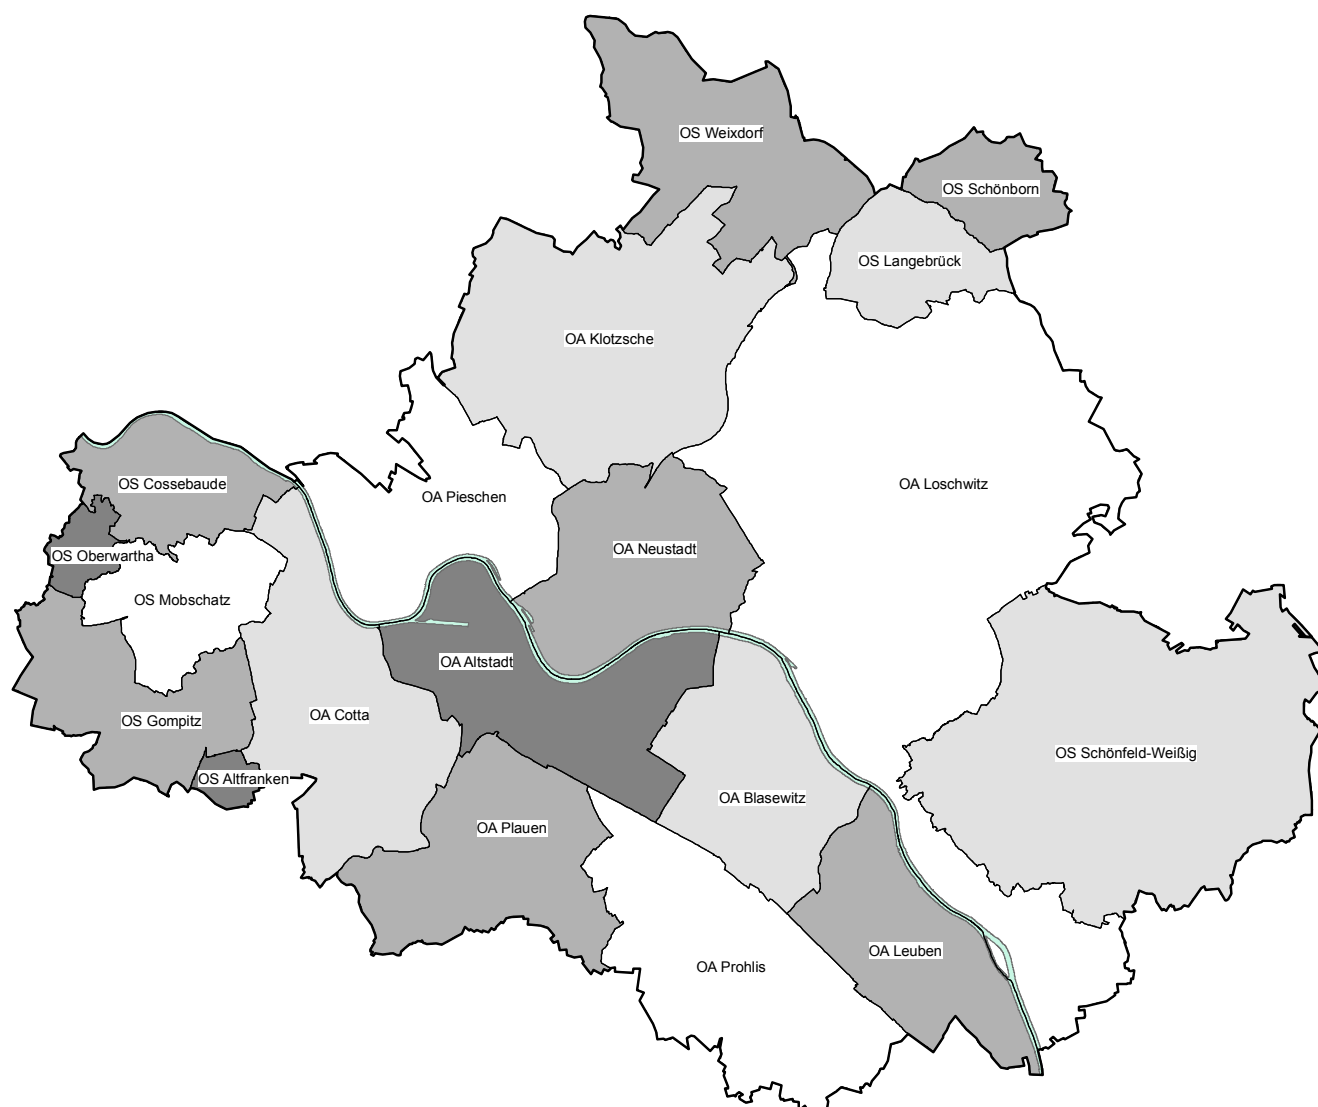 OS Weixdorf
OS Schönborn
OS Langebrück
OA Klotzsche
OS Cossebaude
OA Loschwitz
OA Pieschen
OA Neustadt
OS Oberwartha
OS Mobschatz
OA Altstadt
OA Cotta
OS Gompitz
OS Schönfeld-Weißig
OS Altfranken
OA Blasewitz
OA Plauen
OA Leuben
OA Prohlis